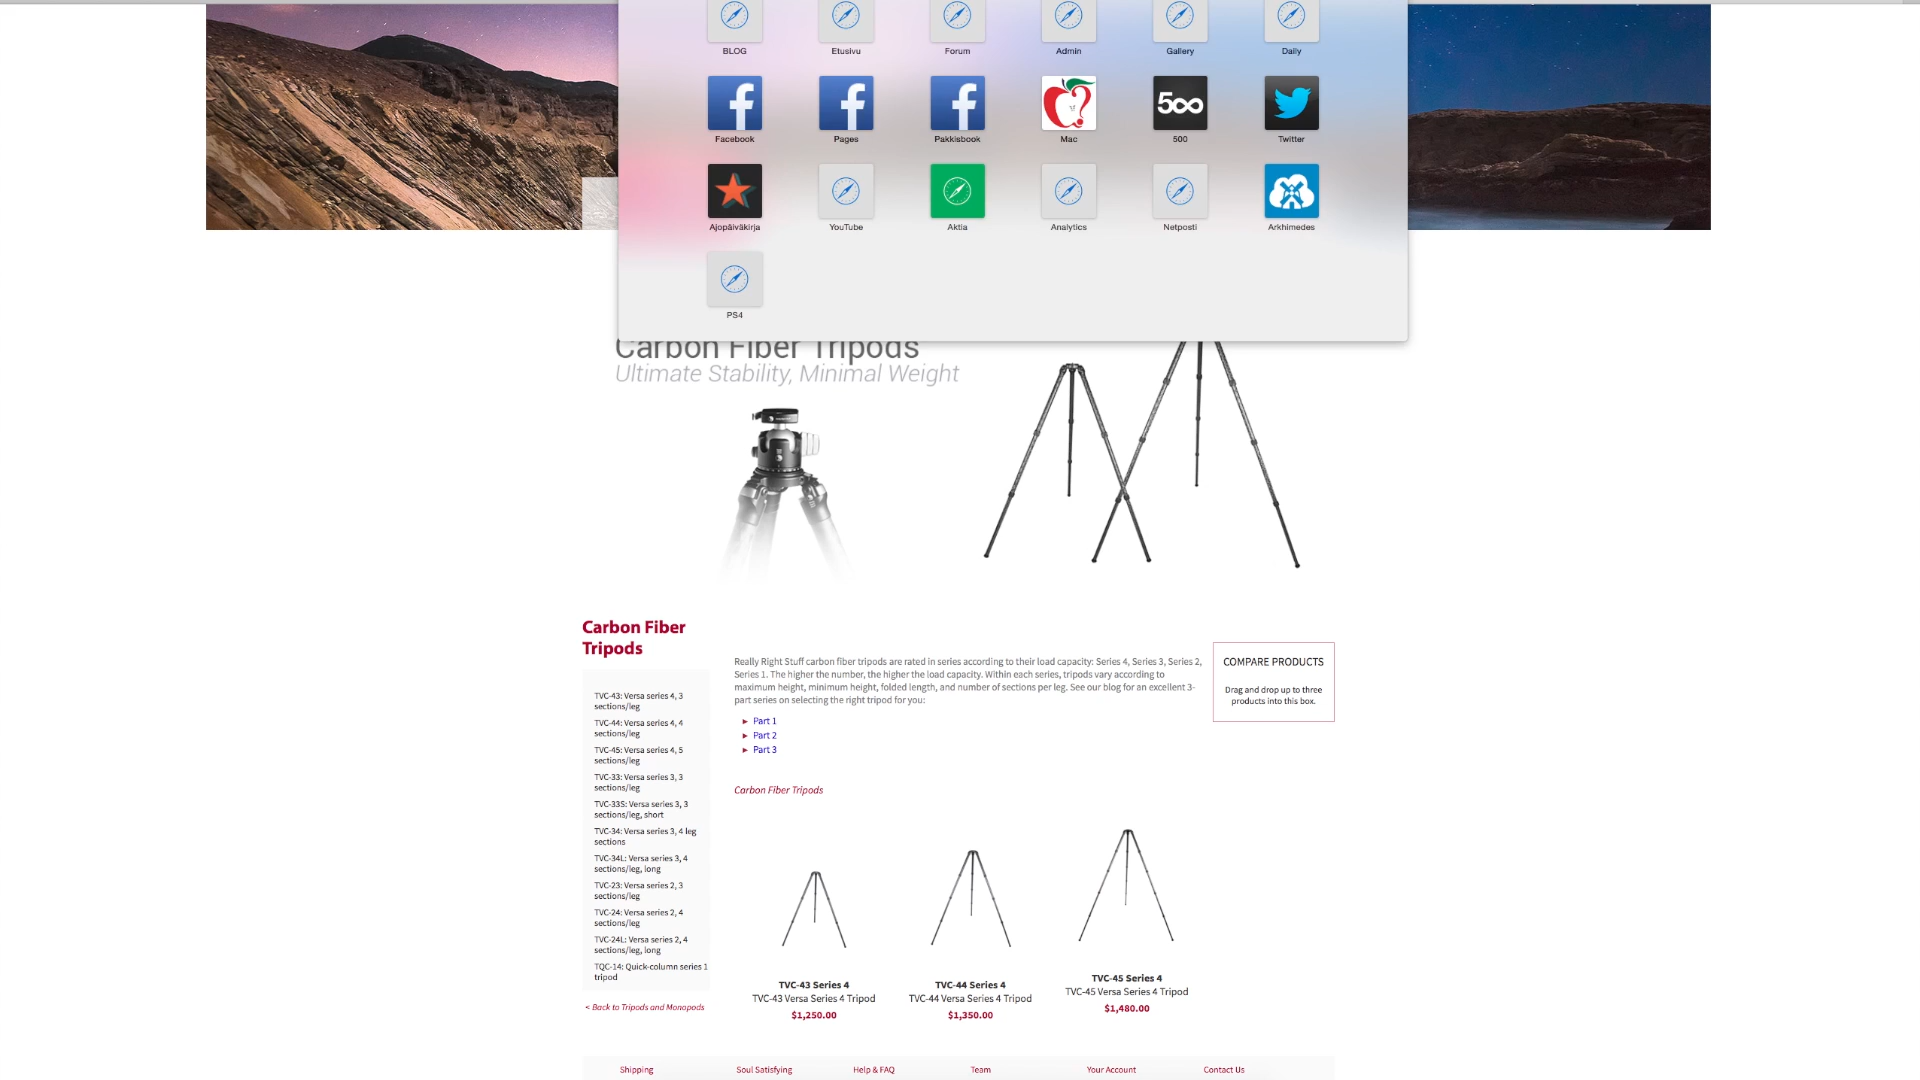 BLOG
Etusivu
Forum
Admin
Gallery
Daily
Facebook
Pages
Pakkisbook
Mac
500
500
Twitter
Ajopäiväkirja
YouTube
Aktia
Analytics
Netposti
Arkhimedes
PS4
Carbon Fiber Tripods
Ultimate Stability, Minimal Weight
Carbon Fiber
Tripods
TVC-43: Versa series 4, 3
sections/leg
TVC-44: Versa series 4, 4
sections/leg
TVC-45: Versa series 4, 5
sections/leg
TVC-33: Versa series 3, 3
sections/leg
TVC-33S: Versa series 3, 3
sections/leg, short
TVC-34: Versa series 3, 4 leg
sections
TVC-34L: Versa series 3, 4
sections/leg, long
TVC-23: Versa series 2, 3
sections/leg
TVC-24: Versa series 2, 4
sections/leg
TVC-24L: Versa series 2, 4
sections/leg, long
TQC-14: Quick-column series 1
tripod
< Back to Tripods and Monopods
Really Right Stuff carbon fiber tripods are rated in series according to their load capacity: Series 4, Series 3, Series 2,
Series 1. The higher the number, the higher the load capacity. Within each series, tripods vary according to
maximum height, minimum height, folded length, and number of sections per leg. See our blog for an excellent 3-
part series on selecting the right tripod for you:
Part 1
Part 2
Part 3
COMPARE PRODUCTS
Drag and drop up to three
products into this box.
Carbon Fiber Tripods
TVC-43 Series 4
TVC-43 Versa Series 4 Tripod
$1,250.00
TVC-44 Series 4
TVC-44 Versa Series 4 Tripod
$1,350.00
TVC-45 Series 4
TVC-45 Versa Series 4 Tripod
$1,480.00
Shipping
Soul Satisfying
Help & FAQ
Team
Your Account
Contact Us